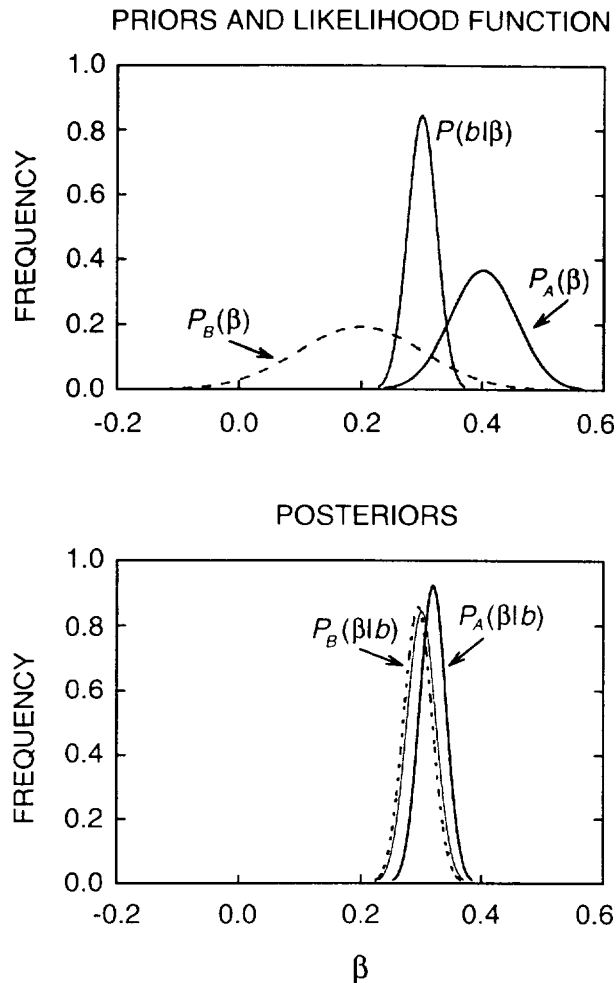 PRIORS AND LIKELIHOOD FUNCTION
1.0
0.8
0.6
0.4
0.2
0.0
FREQUENCY
P(b|β)
P_A(β)
P_B(β)
-0.2 0.0 0.2 0.4 0.6
POSTERIORS
1.0
0.8
0.6
0.4
0.2
0.0
FREQUENCY
P_B(β|b)
P_A(β|b)
-0.2 0.0 0.2 0.4 0.6
β